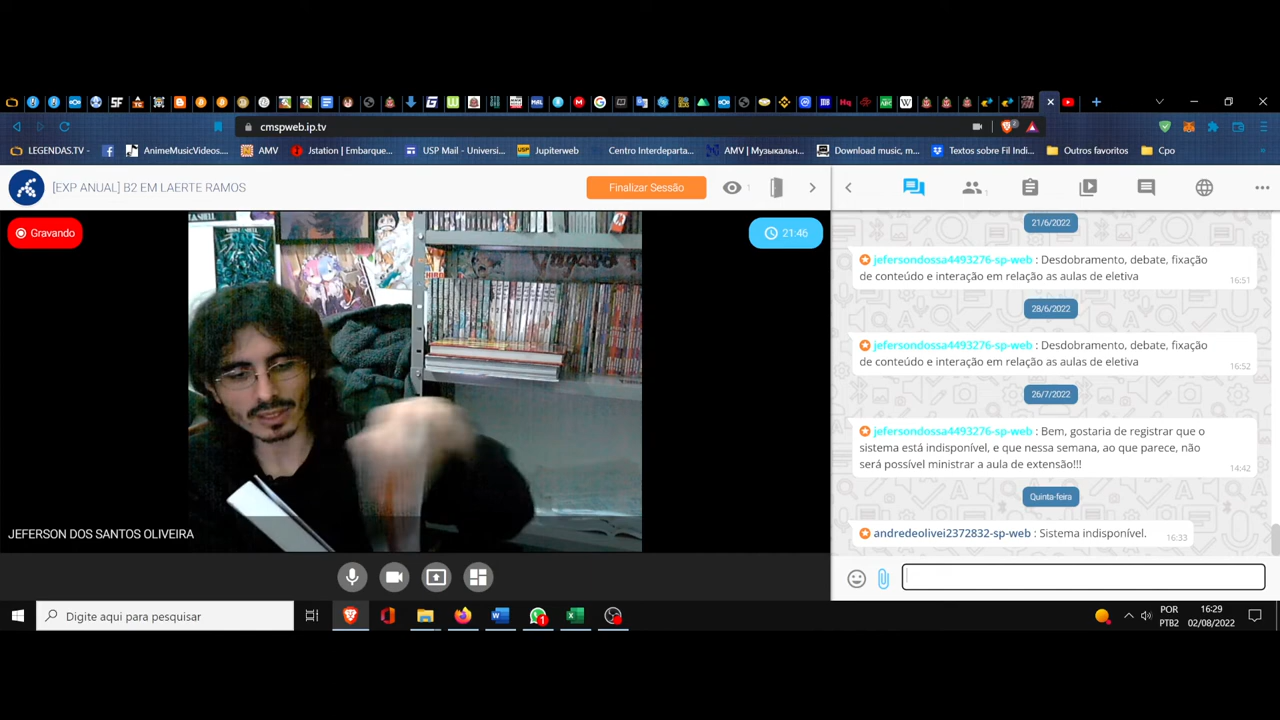 cmspweb.ip.tv
2
LEGENDAS.TV
AnimeMusicVideos...
AMV
Jstation | Embarque...
USP Mail - Universi...
Jupiterweb
Centro Interdeparta...
AMV | Музыкальн...
Download music, m...
Textos sobre Fil Indi...
Outros favoritos
Cpo
[EXP ANUAL] B2 EM LAERTE RAMOS
Finalizar Sessão
1
1
Gravando
21:46
JEFERSON DOS SANTOS OLIVEIRA
21/6/2022
jefersondossa4493276-sp-web : Desdobramento, debate, fixação
de conteúdo e interação em relação as aulas de eletiva
16:51
28/6/2022
jefersondossa4493276-sp-web : Desdobramento, debate, fixação
de conteúdo e interação em relação as aulas de eletiva
16:52
26/7/2022
jefersondossa4493276-sp-web : Bem, gostaria de registrar que o
sistema está indisponível, e que nessa semana, ao que parece, não
será possível ministrar a aula de extensão!!!
14:42
Quinta-feira
andredeolivei2372832-sp-web : Sistema indisponível.
16:33
Digite aqui para pesquisar
1
POR
PTB2
16:29
02/08/2022